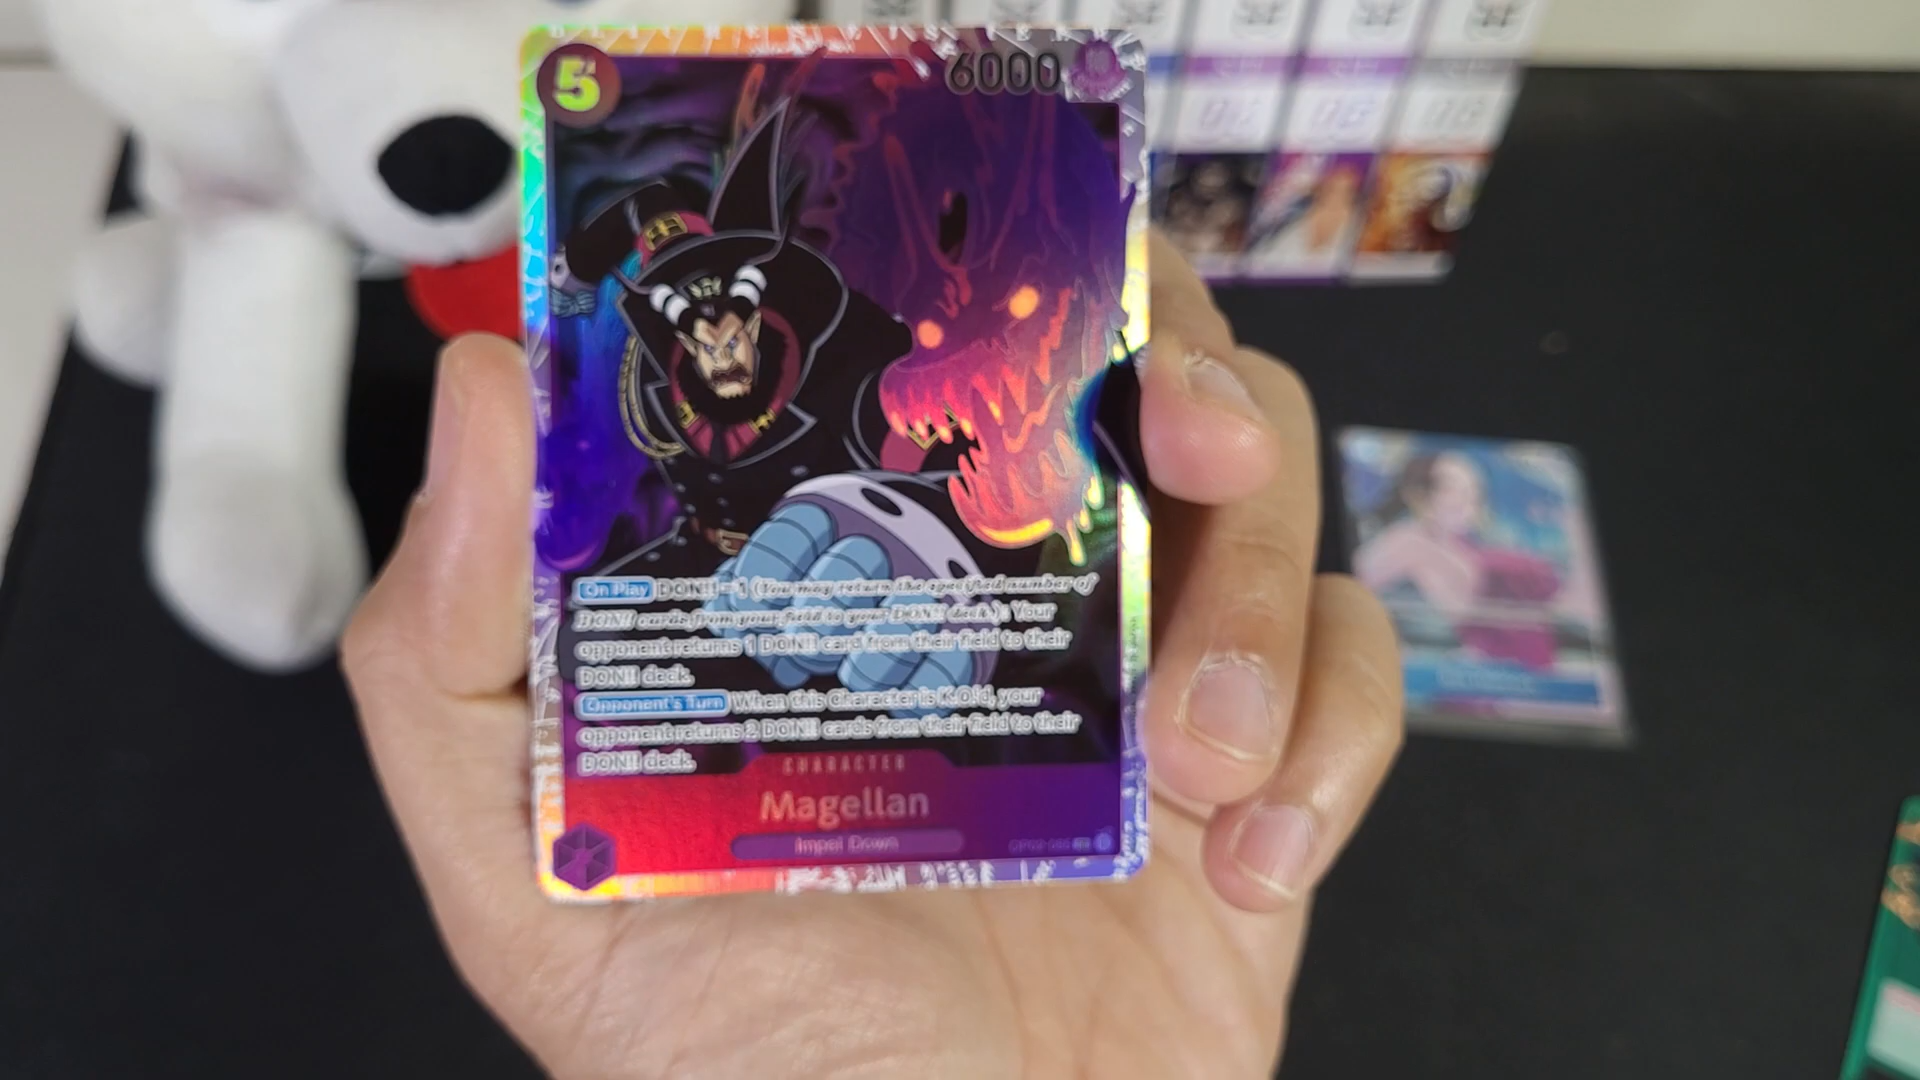 5
6000
On Play DON!! -1 (You may return the specified number of
DON!! cards from your field to your DON!! deck.): Your
opponent returns 1 DON!! card from their field to their
DON!! deck.
Opponent's Turn When this Character is K.O.'d, your
opponent returns 2 DON!! cards from their field to their
DON!! deck.
CHARACTER
Magellan
Impel Down